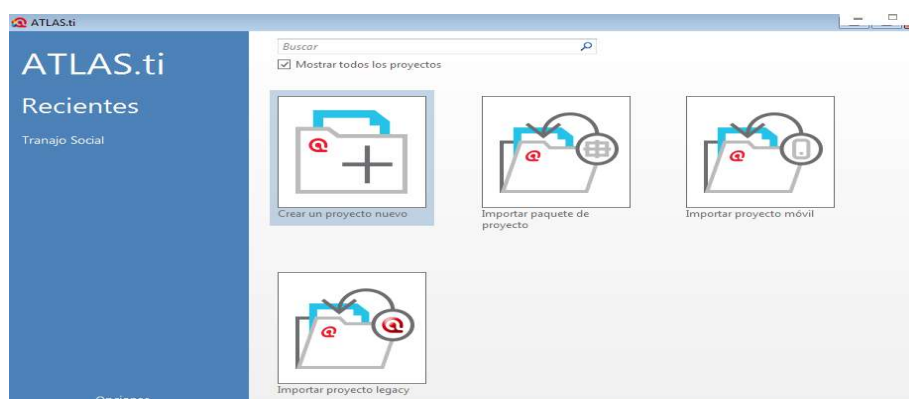 ATLAS.ti
ATLAS.ti
Recientes
Tranajo Social
Buscar
Mostrar todos los proyectos
Crear un proyecto nuevo
Importar paquete de
proyecto
Importar proyecto móvil
Importar proyecto legacy
Opciones